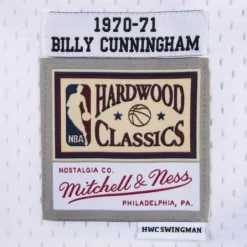 1970-71
BILLY CUNNINGHAM
HARDWOOD
NBA
CLASSICS
NOSTALGIA CO.
Mitchell & Ness
PHILADELPHIA, PA.
HWC SWINGMAN